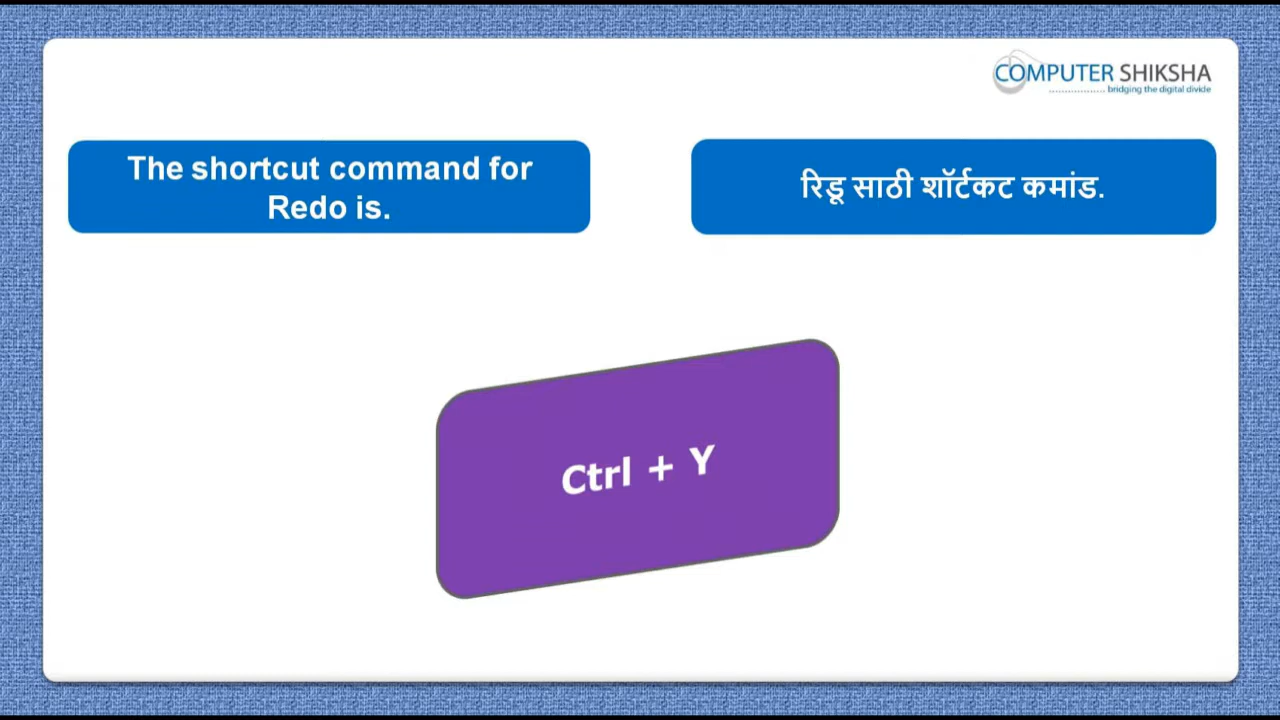 COMPUTER SHIKSHA
bridging the digital divide
The shortcut command for
Redo is.
रिडू साठी शॉर्टकट कमांड.
Ctrl + Y